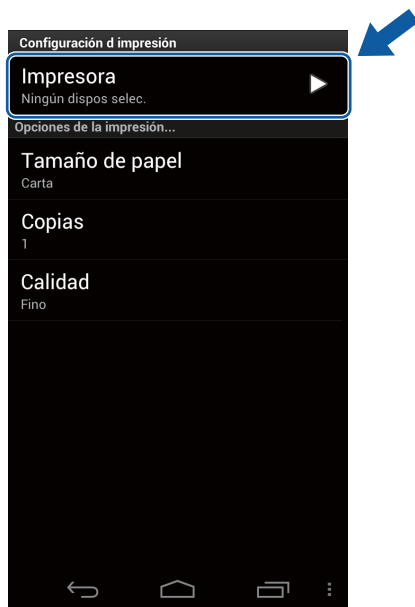 Configuración d impresión
Impresora
Ningún dispos selec.
Opciones de la impresión...
Tamaño de papel
Carta
Copias
1
Calidad
Fino